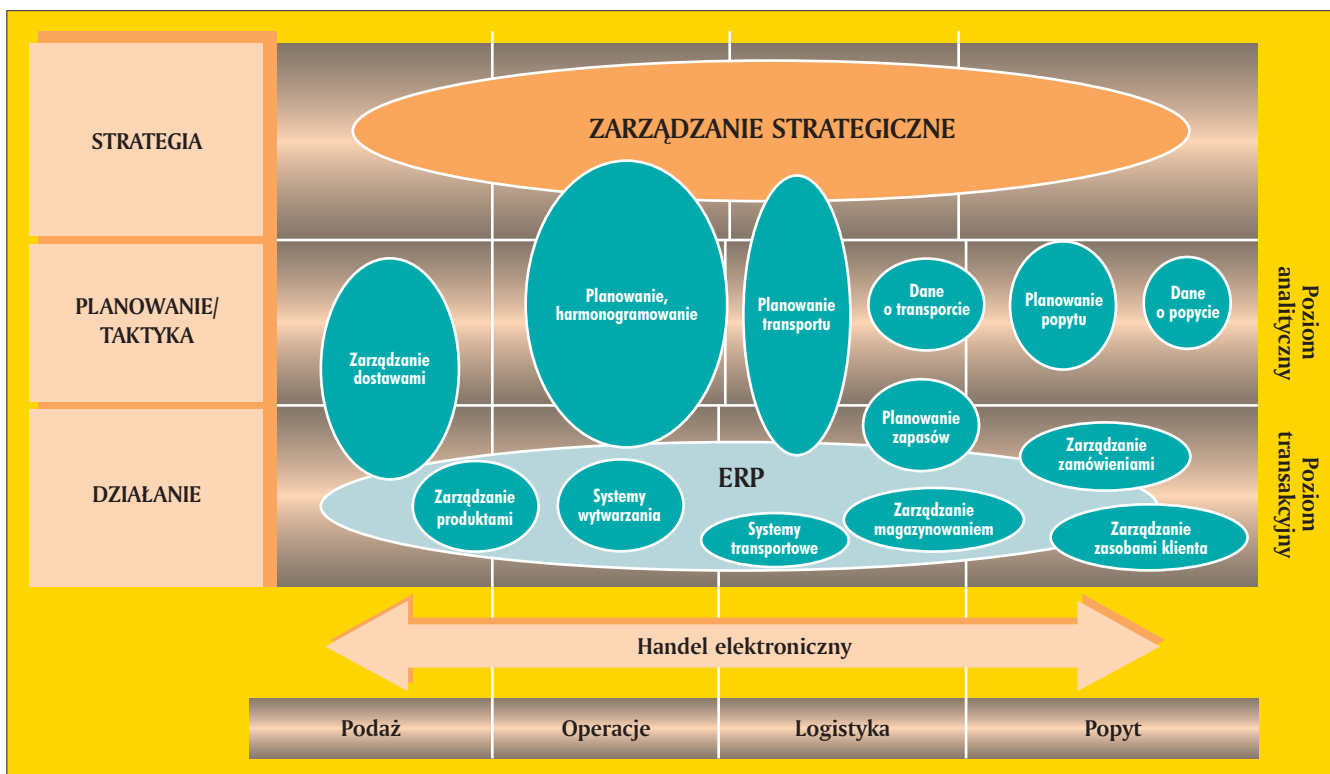 STRATEGIA
ZARZĄDZANIE STRATEGICZNE
PLANOWANIE/
TAKTYKA
Zarządzanie
dostawami
Planowanie,
harmonogramowanie
Planowanie
transportu
Dane
o transporcie
Planowanie
popytu
Dane
o popycie
Poziom
analityczny
Planowanie
zapasów
DZIAŁANIE
ERP
Zarządzanie
produktami
Systemy
wytwarzania
Systemy
transportowe
Zarządzanie
magazynowaniem
Zarządzanie
zamówieniami
Zarządzanie
zasobami klienta
Poziom
transakcyjny
Handel elektroniczny
Podaż
Operacje
Logistyka
Popyt